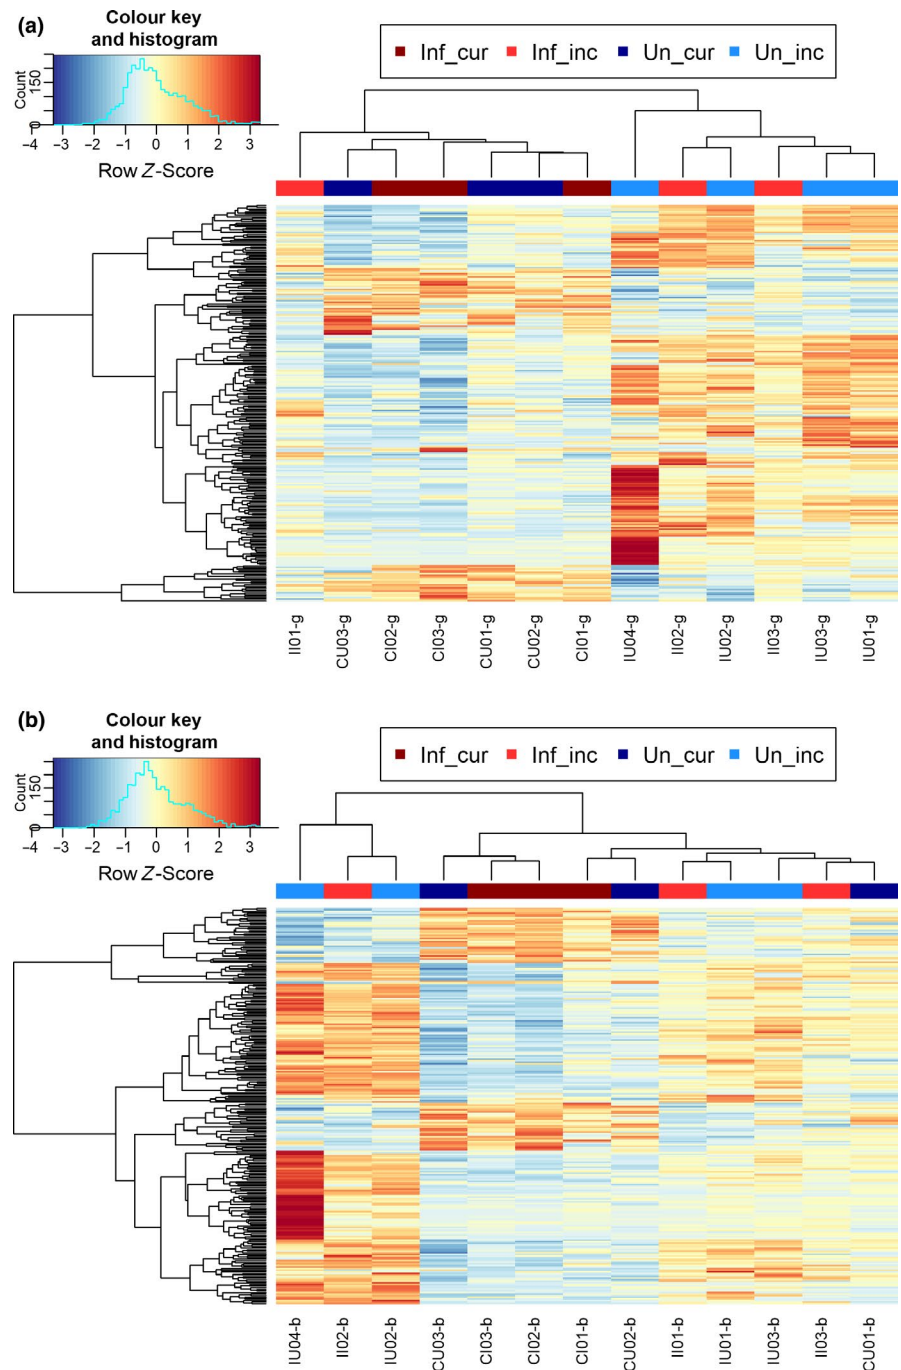 (a)
Colour key
and histogram
Count
0 150
−4 −3 −2 −1 0 1 2 3
Row Z-Score
Inf_cur Inf_inc Un_cur Un_inc
II01-g CU03-g CI02-g CI03-g CU01-g CU02-g CI01-g IU04-g II02-g IU02-g II03-g IU03-g IU01-g
(b)
Colour key
and histogram
Count
0 150
−4 −3 −2 −1 0 1 2 3
Row Z-Score
Inf_cur Inf_inc Un_cur Un_inc
IU04-b II02-b IU02-b CU03-b CI03-b CI02-b CI01-b CU02-b II01-b IU01-b IU03-b II03-b CU01-b